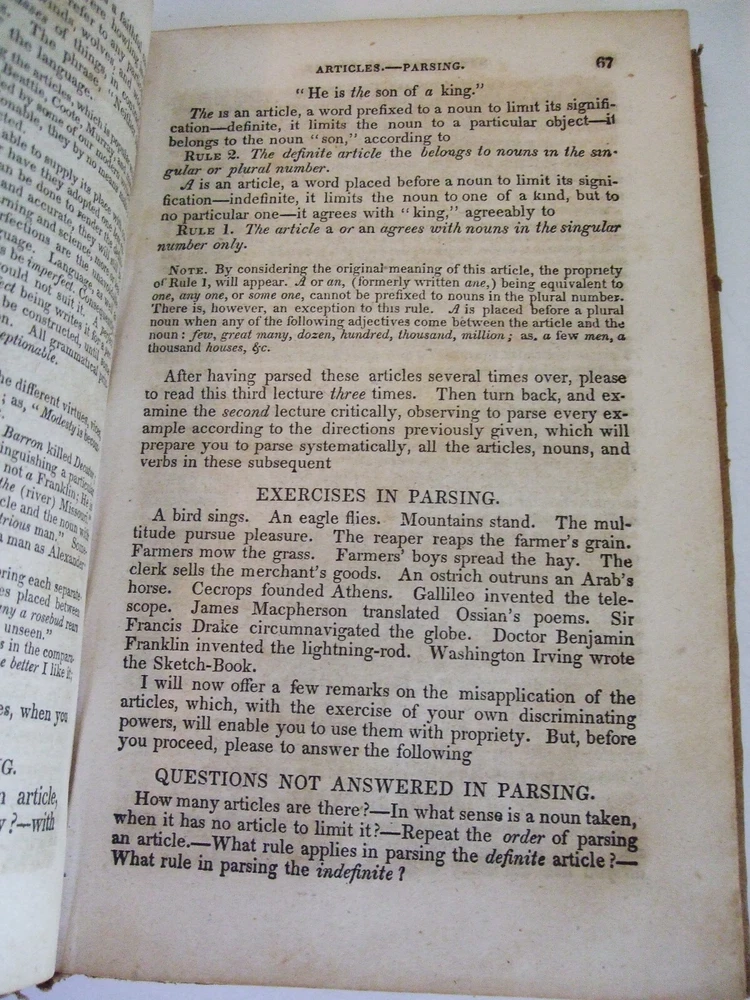 ARTICLES.—PARSING. 67
"He is the son of a king."
The is an article, a word prefixed to a noun to limit its signifi-
cation—definite, it limits the noun to a particular object—it
belongs to the noun "son," according to
RULE 2. The definite article the belongs to nouns in the sin-
gular or plural number.
A is an article, a word placed before a noun to limit its signi-
fication—indefinite, it limits the noun to one of a kind, but to
no particular one—it agrees with "king," agreeably to
RULE 1. The article a or an agrees with nouns in the singular
number only.
NOTE. By considering the original meaning of this article, the propriety
of Rule 1, will appear. A or an, (formerly written ane,) being equivalent to
one, any one, or some one, cannot be prefixed to nouns in the plural number.
There is, however, an exception to this rule. A is placed before a plural
noun when any of the following adjectives come between the article and the
noun: few, great many, dozen, hundred, thousand, million; as, a few men, a
thousand houses, &c.
After having parsed these articles several times over, please
to read this third lecture three times. Then turn back, and ex-
amine the second lecture critically, observing to parse every ex-
ample according to the directions previously given, which will
prepare you to parse systematically, all the articles, nouns, and
verbs in these subsequent
EXERCISES IN PARSING.
A bird sings. An eagle flies. Mountains stand. The mul-
titude pursue pleasure. The reaper reaps the farmer's grain.
Farmers mow the grass. Farmers' boys spread the hay. The
clerk sells the merchant's goods. An ostrich outruns an Arab's
horse. Cecrops founded Athens. Gallileo invented the tele-
scope. James Macpherson translated Ossian's poems. Sir
Francis Drake circumnavigated the globe. Doctor Benjamin
Franklin invented the lightning-rod. Washington Irving wrote
the Sketch-Book.
I will now offer a few remarks on the misapplication of the
articles, which, with the exercise of your own discriminating
powers, will enable you to use them with propriety. But, before
you proceed, please to answer the following
QUESTIONS NOT ANSWERED IN PARSING.
How many articles are there?—In what sense is a noun taken,
when it has no article to limit it?—Repeat the order of parsing
an article.—What rule applies in parsing the definite article?—
What rule in parsing the indefinite?